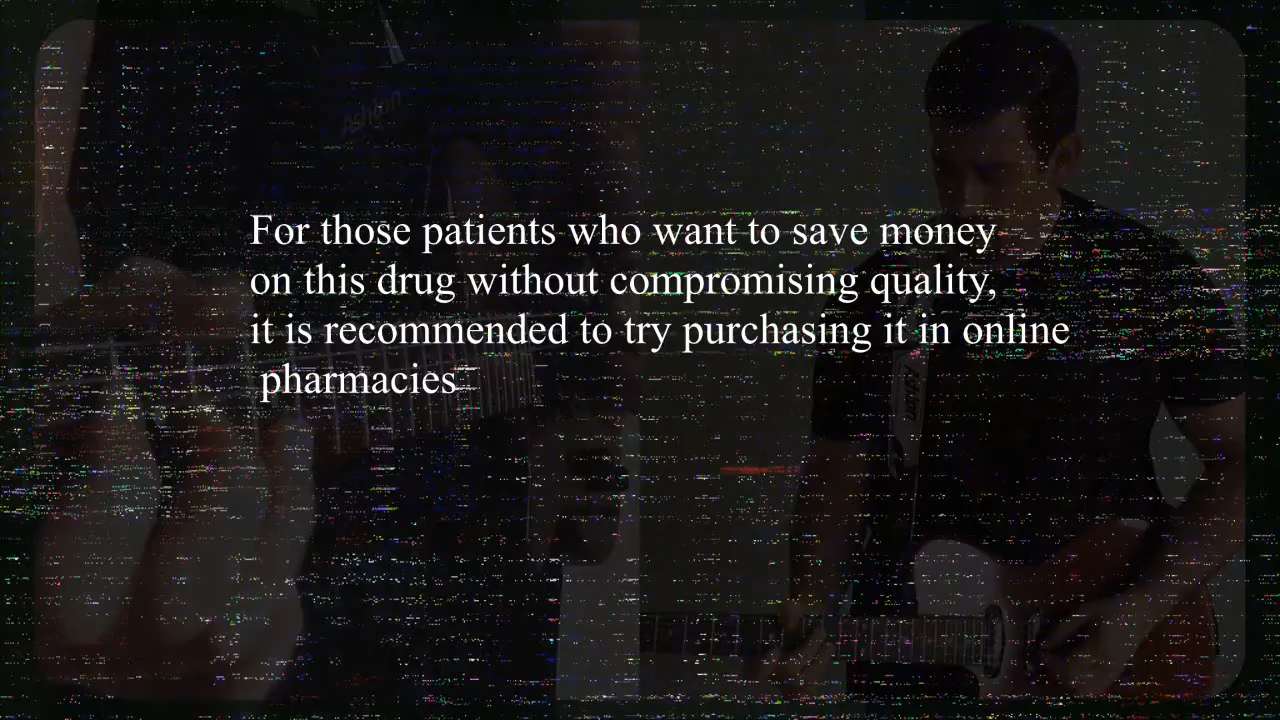 Ashton
For those patients who want to save money
on this drug without compromising quality,
it is recommended to try purchasing it in online
pharmacies